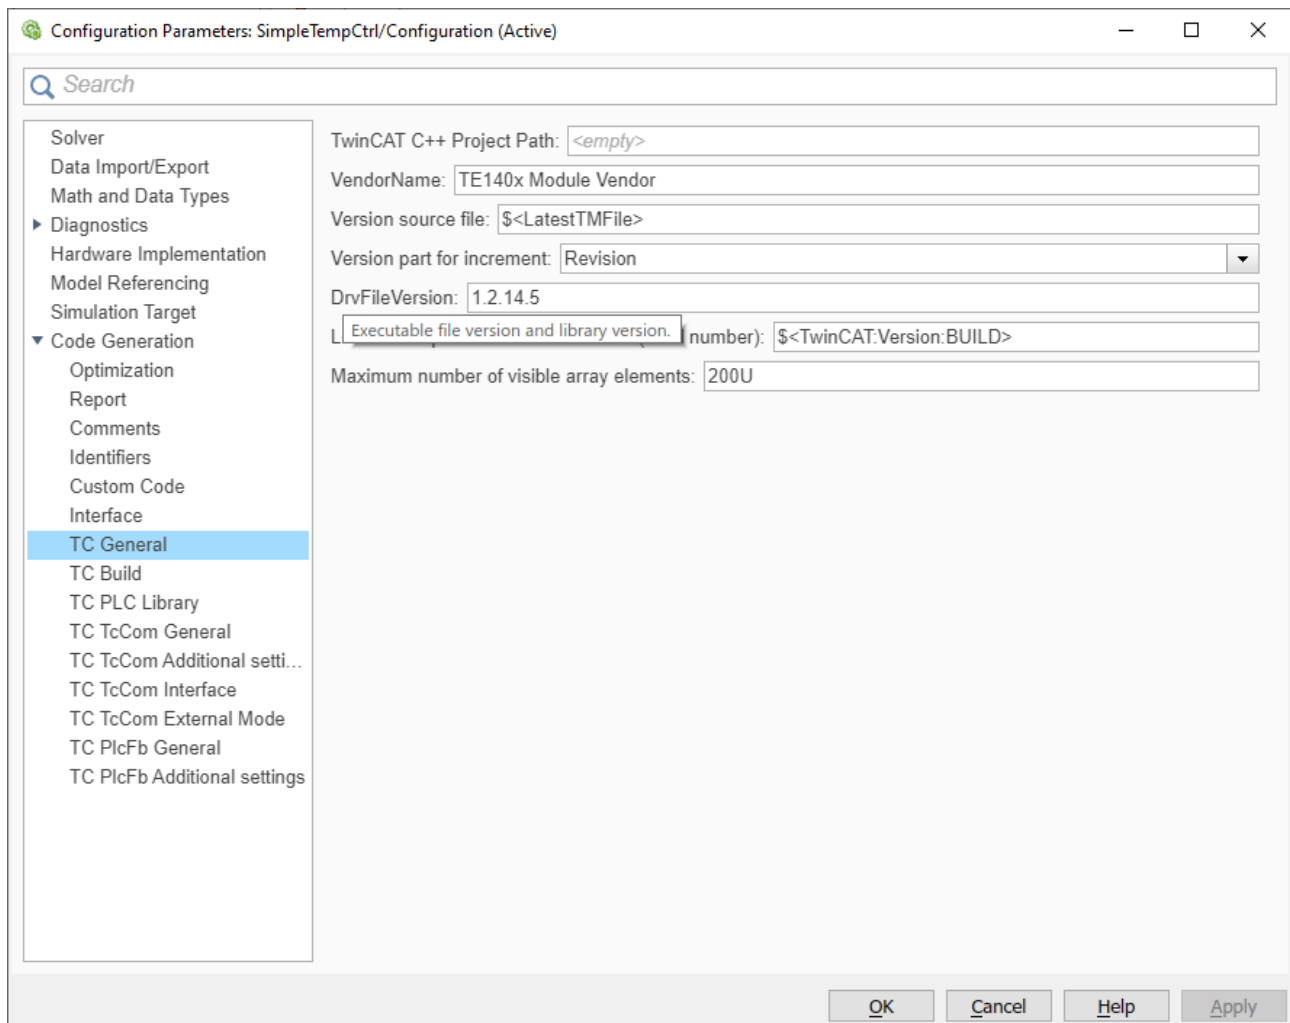 Configuration Parameters: SimpleTempCtrl/Configuration (Active)
Search
Solver
Data Import/Export
Math and Data Types
Diagnostics
Hardware Implementation
Model Referencing
Simulation Target
Code Generation
Optimization
Report
Comments
Identifiers
Custom Code
Interface
TC General
TC Build
TC PLC Library
TC TcCom General
TC TcCom Additional setti...
TC TcCom Interface
TC TcCom External Mode
TC PlcFb General
TC PlcFb Additional settings
TwinCAT C++ Project Path: <empty>
VendorName: TE140x Module Vendor
Version source file: $<LatestTMFile>
Version part for increment: Revision
DrvFileVersion: 1.2.14.5
Executable file version and library version.
number): $<TwinCAT:Version:BUILD>
Maximum number of visible array elements: 200U
OK Cancel Help Apply